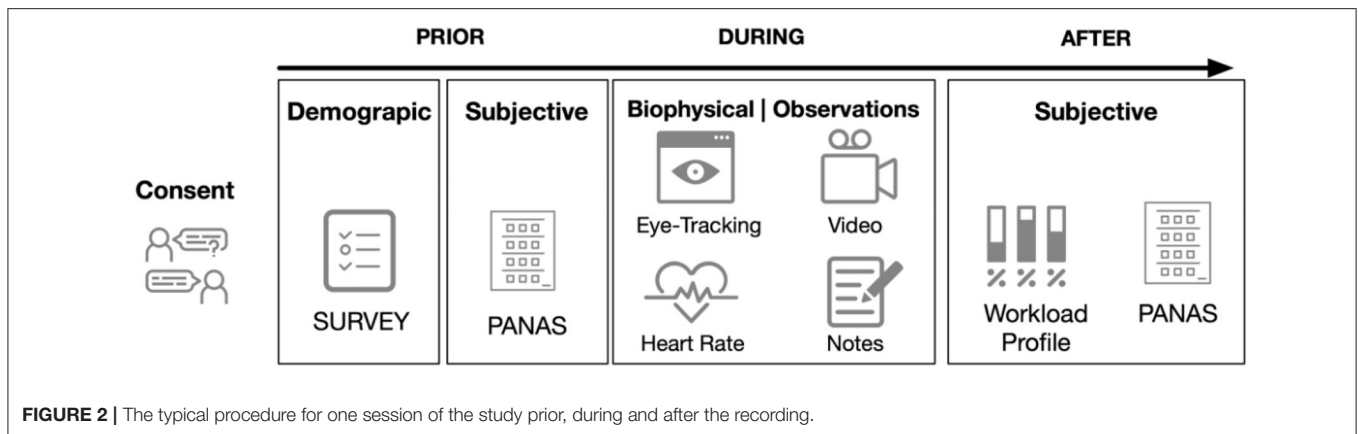 PRIOR DURING AFTER
Consent
Demograpic
SURVEY
Subjective
PANAS
Biophysical | Observations
Eye-Tracking Video
Heart Rate Notes
Subjective
Workload
Profile
PANAS
FIGURE 2 | The typical procedure for one session of the study prior, during and after the recording.